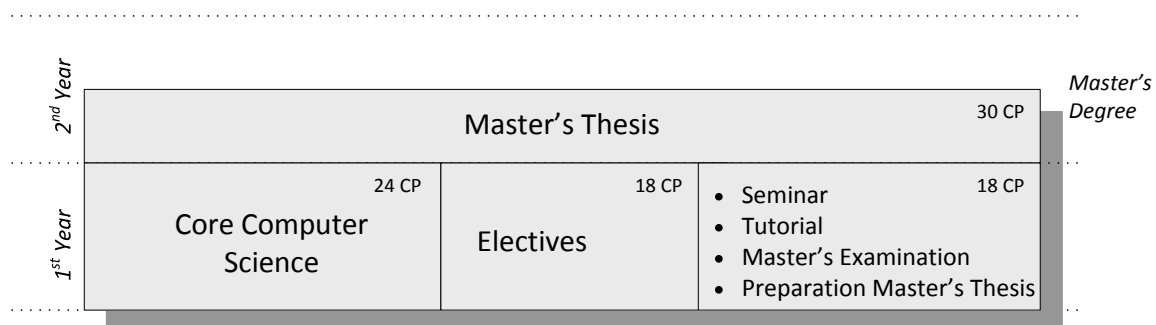 2nd Year
Master's Thesis
30 CP
Master's
Degree
1st Year
24 CP
Core Computer
Science
18 CP
Electives
18 CP
• Seminar
• Tutorial
• Master's Examination
• Preparation Master's Thesis